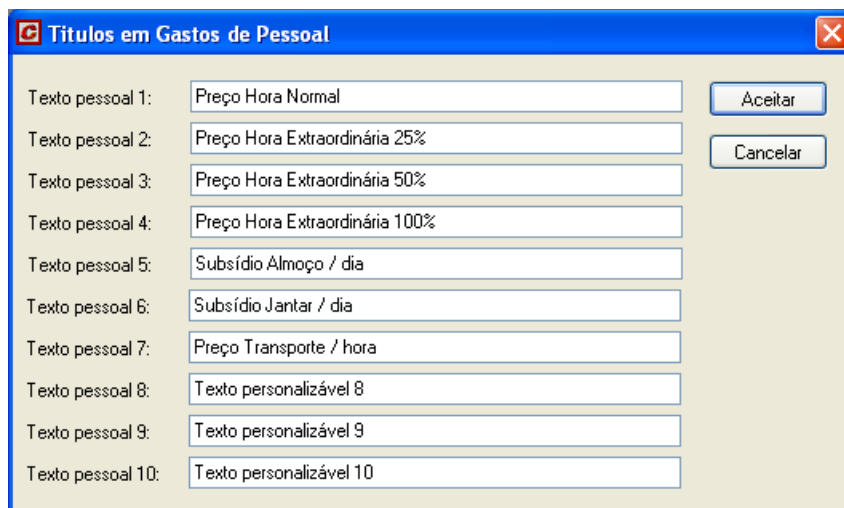 Titulos em Gastos de Pessoal
Texto pessoal 1: Preço Hora Normal
Aceitar
Texto pessoal 2: Preço Hora Extraordinária 25%
Cancelar
Texto pessoal 3: Preço Hora Extraordinária 50%
Texto pessoal 4: Preço Hora Extraordinária 100%
Texto pessoal 5: Subsídio Almoço / dia
Texto pessoal 6: Subsídio Jantar / dia
Texto pessoal 7: Preço Transporte / hora
Texto pessoal 8: Texto personalizável 8
Texto pessoal 9: Texto personalizável 9
Texto pessoal 10: Texto personalizável 10